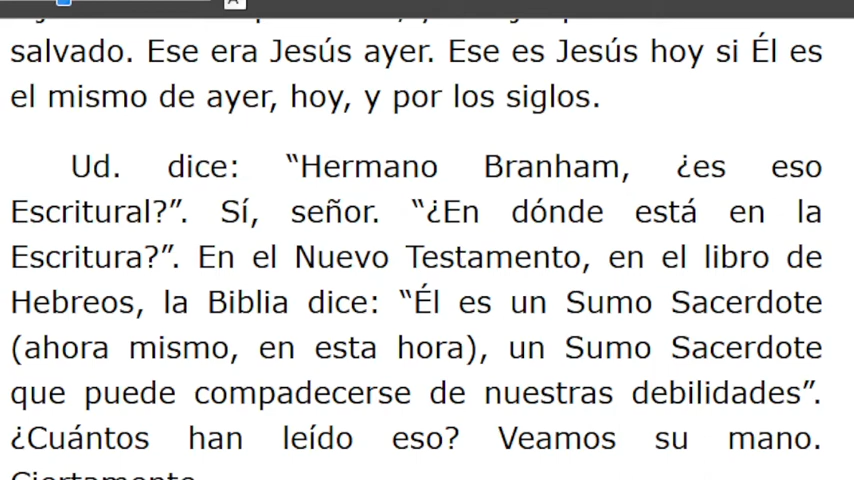 salvado. Ese era Jesús ayer. Ese es Jesús hoy si Él es
el mismo de ayer, hoy, y por los siglos.
Ud. dice: “Hermano Branham, ¿es eso
Escritural?”. Sí, señor. “¿En dónde está en la
Escritura?”. En el Nuevo Testamento, en el libro de
Hebreos, la Biblia dice: “Él es un Sumo Sacerdote
(ahora mismo, en esta hora), un Sumo Sacerdote
que puede compadecerse de nuestras debilidades”.
¿Cuántos han leído eso? Veamos su mano.
Ciertamente